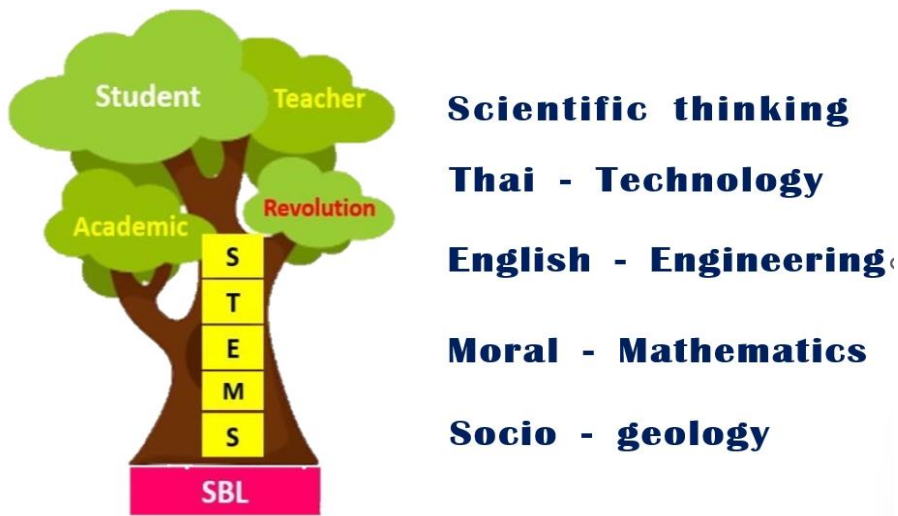 Student
Teacher
Academic
Revolution
S
T
E
M
S
SBL
Scientific thinking
Thai - Technology
English - Engineering
Moral - Mathematics
Socio - geology